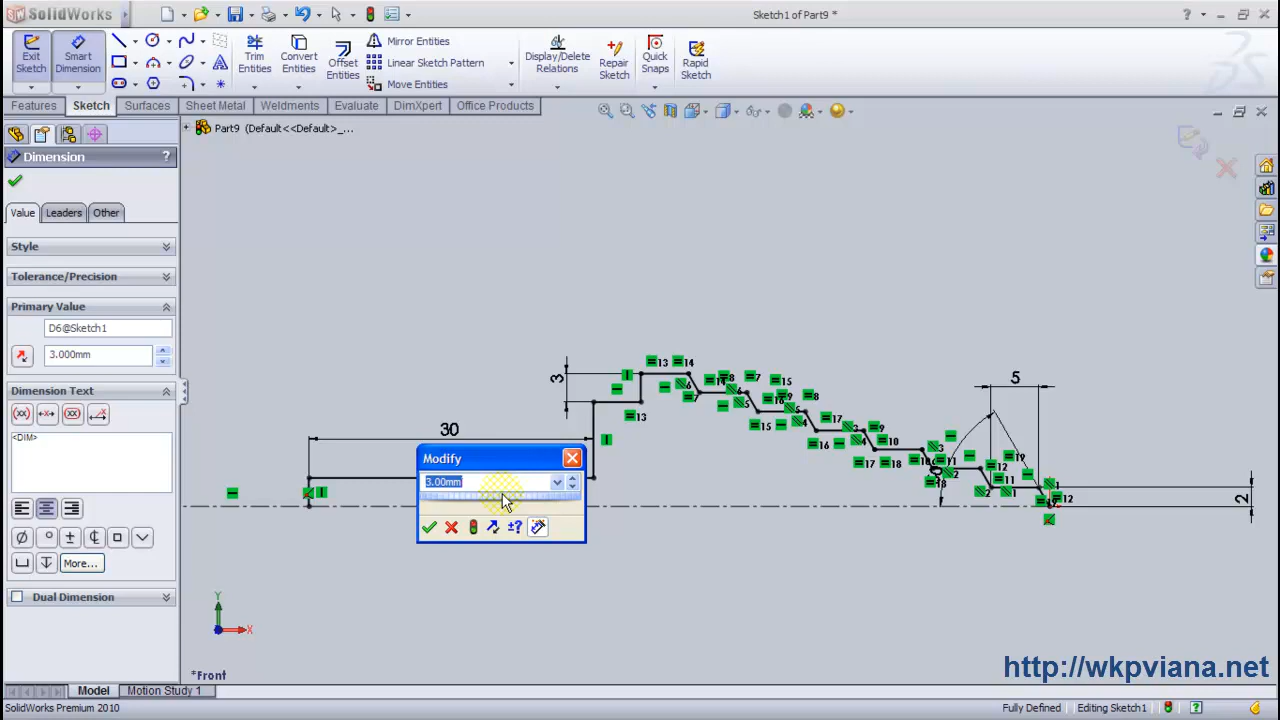 SolidWorks
Sketch1 of Part9 *
Exit Sketch
Smart Dimension
Trim Entities
Convert Entities
Offset Entities
Mirror Entities
Linear Sketch Pattern
Move Entities
Display/Delete Relations
Repair Sketch
Quick Snaps
Rapid Sketch
Features Sketch Surfaces Sheet Metal Weldments Evaluate DimXpert Office Products
Part9 (Default<<Default>_...
Dimension ?
Value Leaders Other
Style
Tolerance/Precision
Primary Value
D6@Sketch1
3.000mm
Dimension Text
<DIM>
More...
Dual Dimension
30
3
5
2
Modify
3.00mm
Y
X
*Front
http://wkpviana.net
Model Motion Study 1
SolidWorks Premium 2010 Fully Defined Editing Sketch1